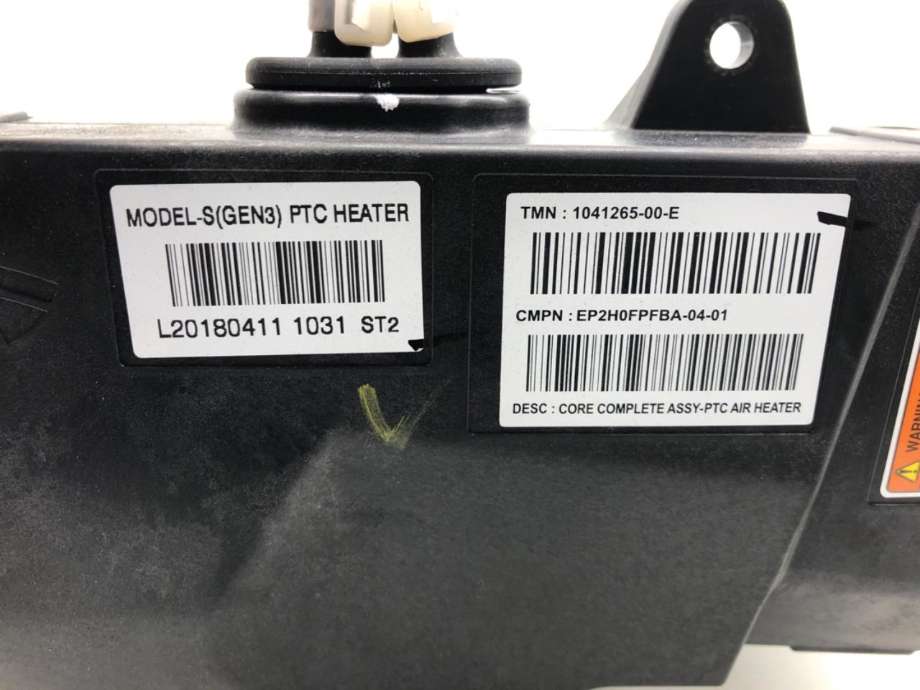 MODEL-S(GEN3) PTC HEATER
L20180411 1031 ST2
TMN : 1041265-00-E
CMPN : EP2H0FPFBA-04-01
DESC : CORE COMPLETE ASSY-PTC AIR HEATER
WARNING